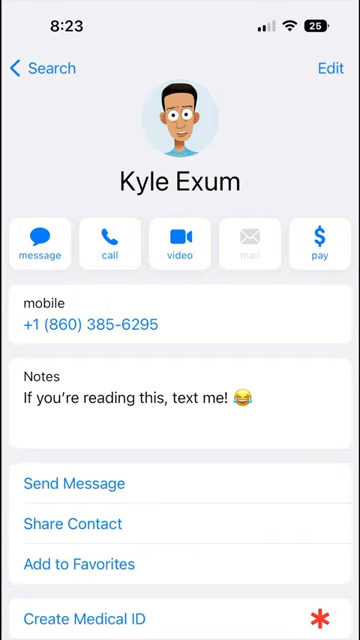 8:23
25
Search
Edit
Kyle Exum
message
call
video
mail
pay
mobile
+1 (860) 385-6295
Notes
If you're reading this, text me! 😂
Send Message
Share Contact
Add to Favorites
Create Medical ID